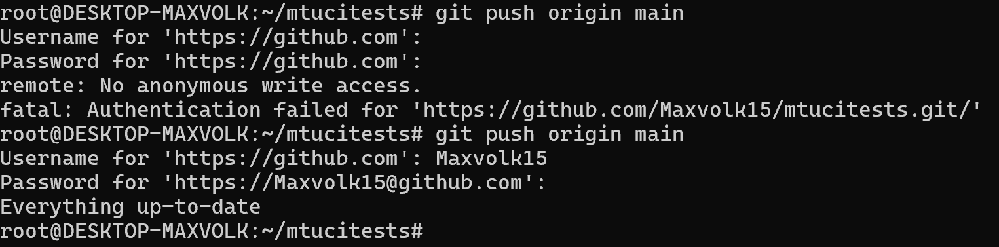 root@DESKTOP-MAXVOLK:~/mtucitests# git push origin main
Username for 'https://github.com':
Password for 'https://github.com':
remote: No anonymous write access.
fatal: Authentication failed for 'https://github.com/Maxvolk15/mtucitests.git/'
root@DESKTOP-MAXVOLK:~/mtucitests# git push origin main
Username for 'https://github.com': Maxvolk15
Password for 'https://Maxvolk15@github.com':
Everything up-to-date
root@DESKTOP-MAXVOLK:~/mtucitests#